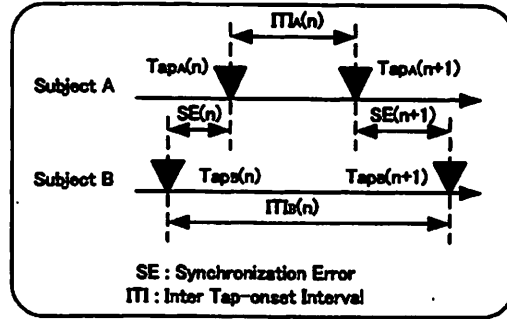 ITIA(n)
TapA(n) TapA(n+1)
Subject A
SE(n) SE(n+1)
Subject B TapB(n) TapB(n+1)
ITIB(n)
SE : Synchronization Error
ITI : Inter Tap-onset Interval